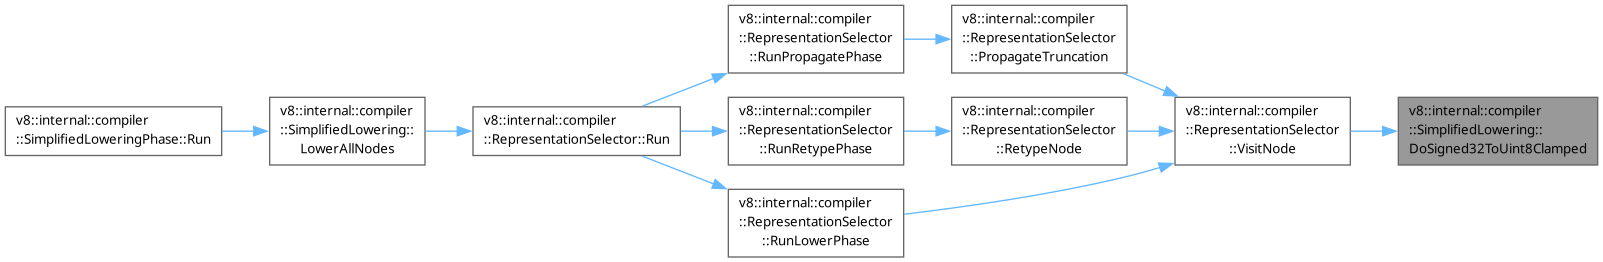 v8::internal::compiler
::SimplifiedLoweringPhase::Run
v8::internal::compiler
::SimplifiedLowering::
LowerAllNodes
v8::internal::compiler
::RepresentationSelector::Run
v8::internal::compiler
::RepresentationSelector
::RunPropagatePhase
v8::internal::compiler
::RepresentationSelector
::PropagateTruncation
v8::internal::compiler
::RepresentationSelector
::RunRetypePhase
v8::internal::compiler
::RepresentationSelector
::RetypeNode
v8::internal::compiler
::RepresentationSelector
::RunLowerPhase
v8::internal::compiler
::RepresentationSelector
::VisitNode
v8::internal::compiler
::SimplifiedLowering::
DoSigned32ToUint8Clamped